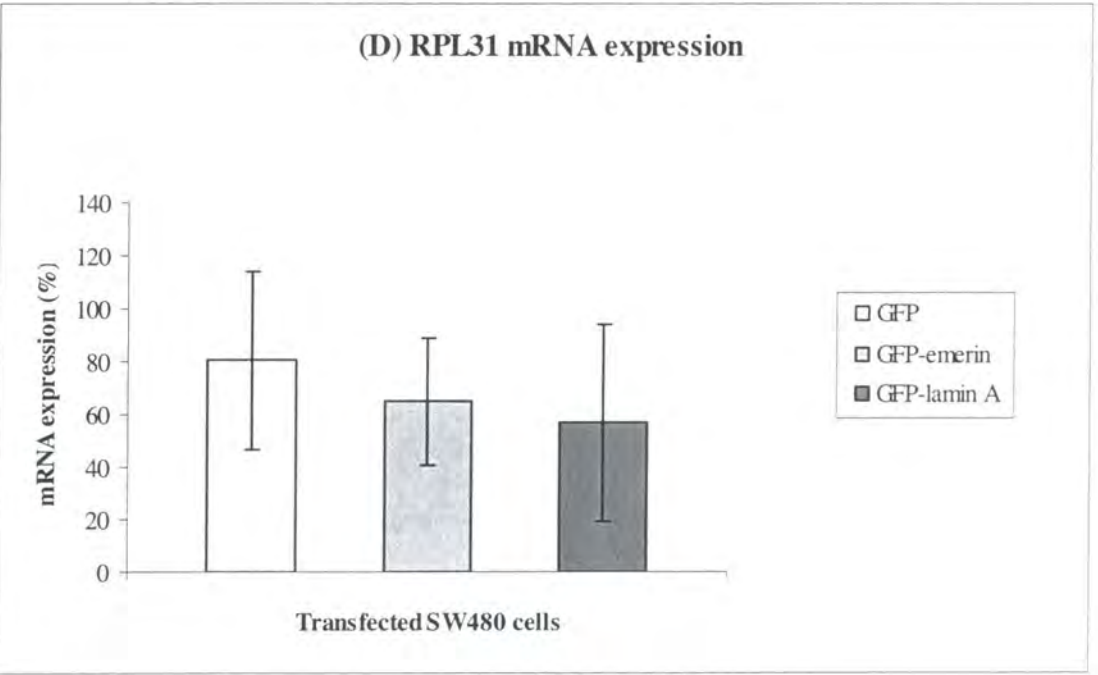 (D) RPL31 mRNA expression
mRNA expression (%)
140
120
100
80
60
40
20
0
Transfected SW480 cells
GFP
GFP-emerin
GFP-lamin A